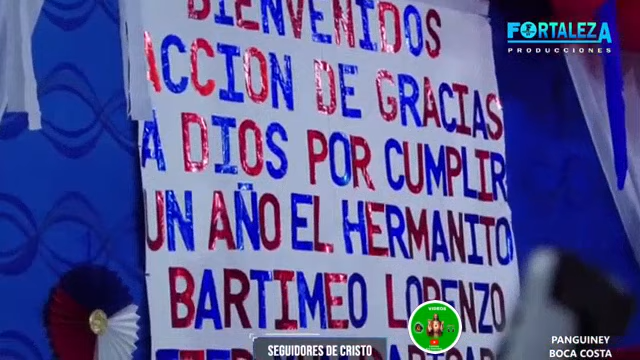 BIENVENIDOS
ACCION DE GRACIAS
A DIOS POR CUMPLIR
UN AÑO EL HERMANITO
BARTIMEO LORENZO
FORTALEZA
PRODUCCIONES
SEGUIDORES DE CRISTO
PANGUINEY
BOCA COSTA